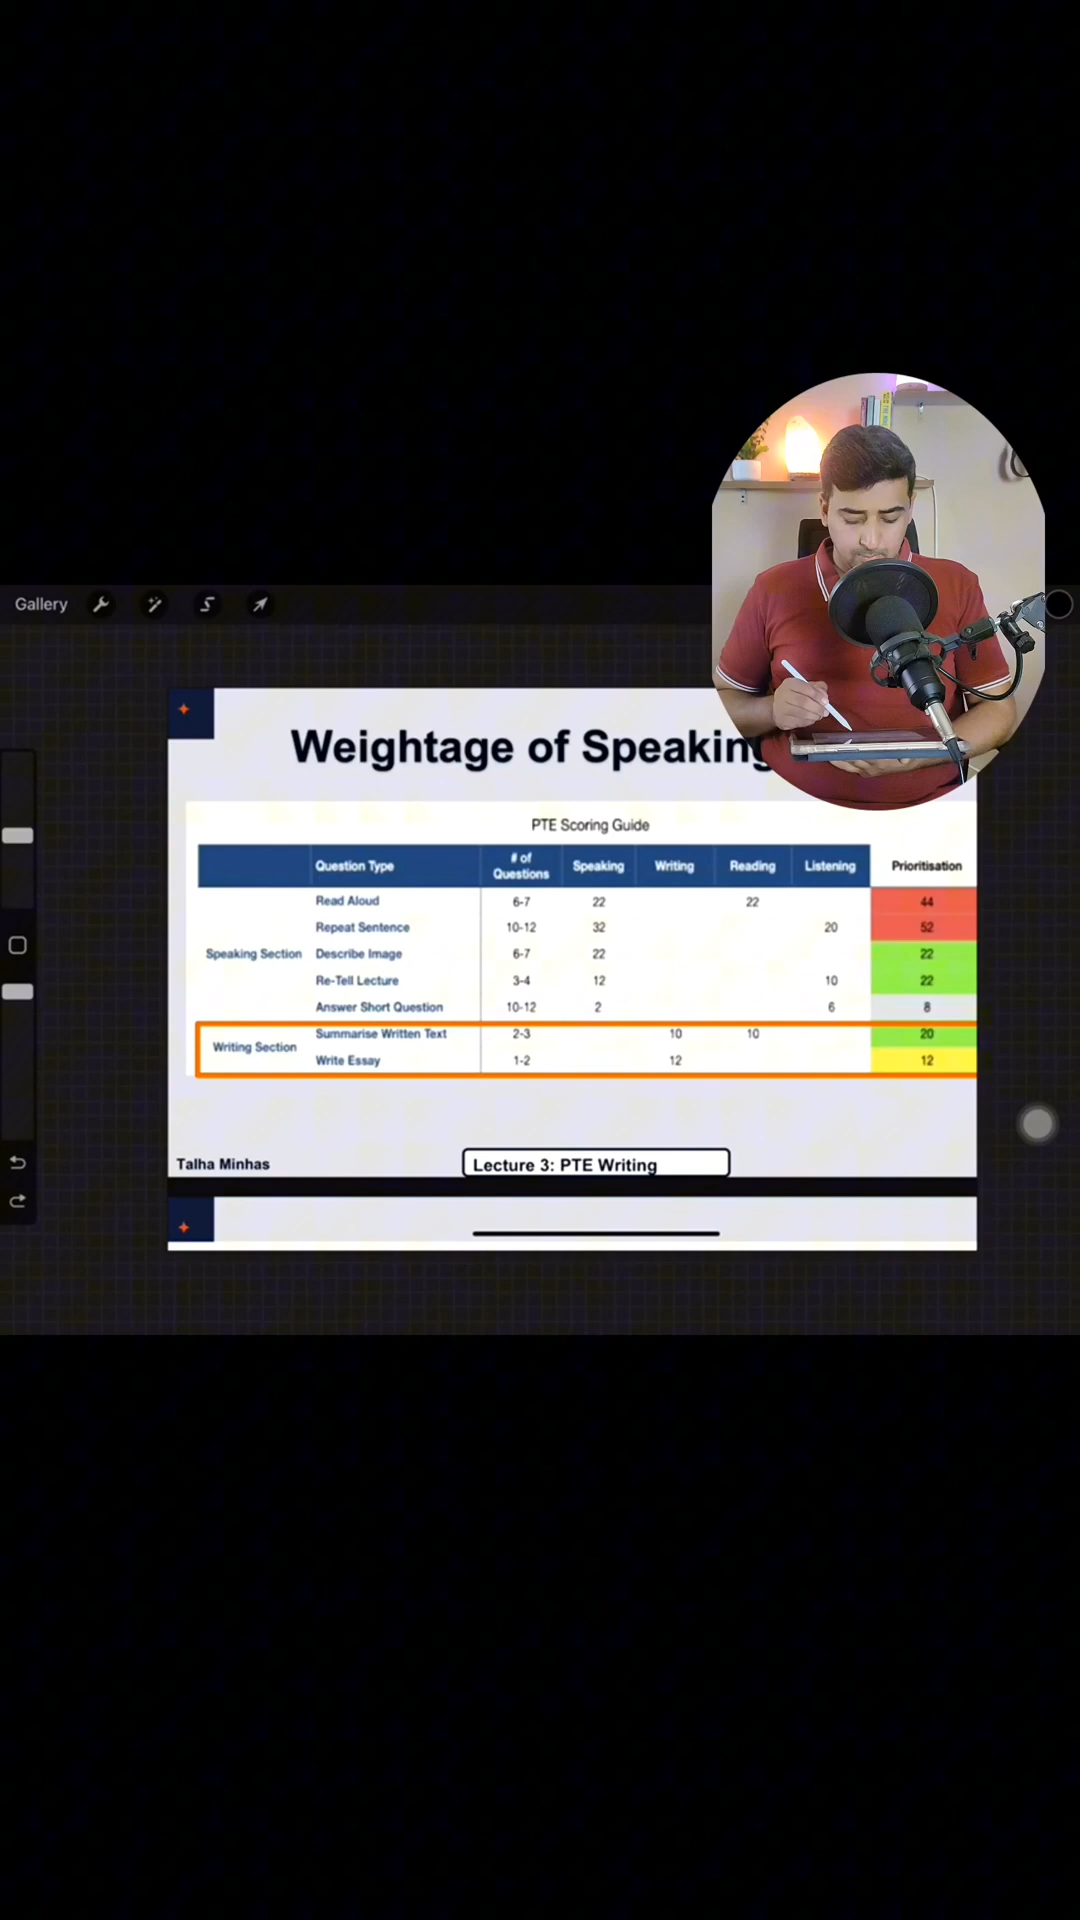 Gallery
Weightage of Speaking
PTE Scoring Guide
Question Type # of Questions Speaking Writing Reading Listening Prioritisation
Read Aloud 6-7 22 22 44
Repeat Sentence 10-12 32 20 52
Speaking Section Describe Image 6-7 22 22
Re-Tell Lecture 3-4 12 10 22
Answer Short Question 10-12 2 6 8
Summarise Written Text 2-3 10 10 20
Writing Section
Write Essay 1-2 12 12
Talha Minhas Lecture 3: PTE Writing